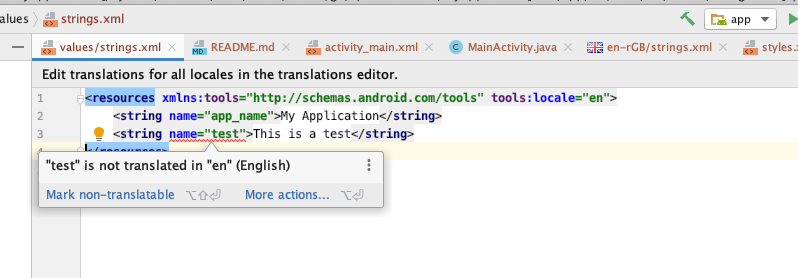 alues
strings.xml
app
values/strings.xml
README.md
activity_main.xml
MainActivity.java
en-rGB/strings.xml
styles.
Edit translations for all locales in the translations editor.
1 <resources xmlns:tools="http://schemas.android.com/tools" tools:locale="en">
2 <string name="app_name">My Application</string>
3 <string name="test">This is a test</string>
4 </resources>
"test" is not translated in "en" (English)
Mark non-translatable ⌥⇧⏎ More actions... ⌥⏎